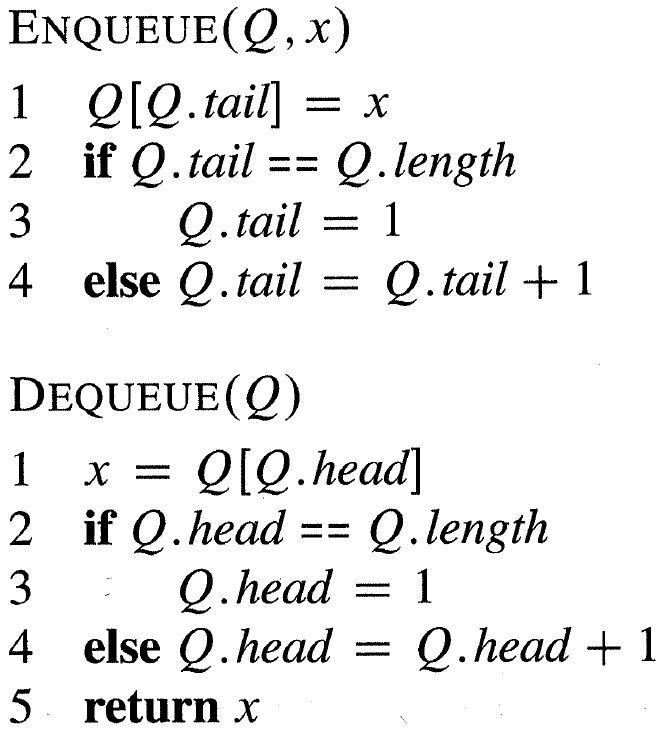 ENQUEUE(Q, x)
1 Q[Q.tail] = x
2 if Q.tail == Q.length
3 Q.tail = 1
4 else Q.tail = Q.tail + 1
DEQUEUE(Q)
1 x = Q[Q.head]
2 if Q.head == Q.length
3 Q.head = 1
4 else Q.head = Q.head + 1
5 return x